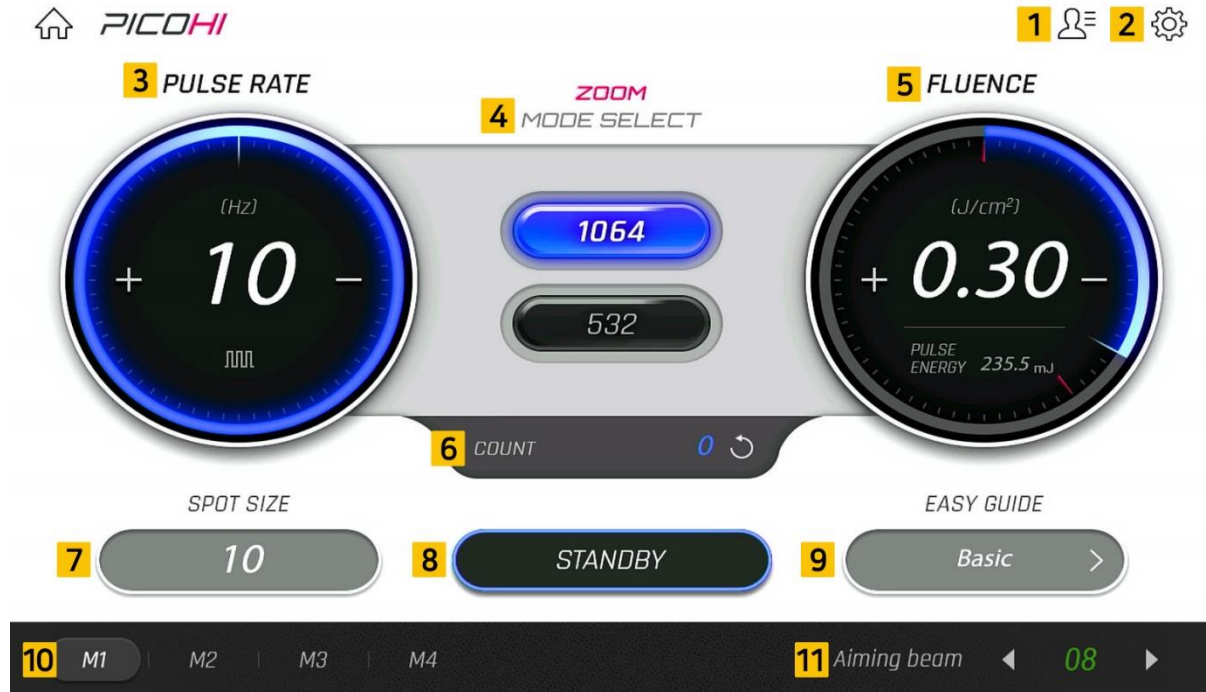 PICOHI
1
2
3 PULSE RATE
ZOOM
4 MODE SELECT
5 FLUENCE
(Hz)
+ 10 −
1064
532
(J/cm²)
+ 0.30 −
PULSE
ENERGY 235.5 mJ
6 COUNT 0
SPOT SIZE
7 10
8 STANDBY
EASY GUIDE
9 Basic >
10 M1 | M2 | M3 | M4
11 Aiming beam ◀ 08 ▶